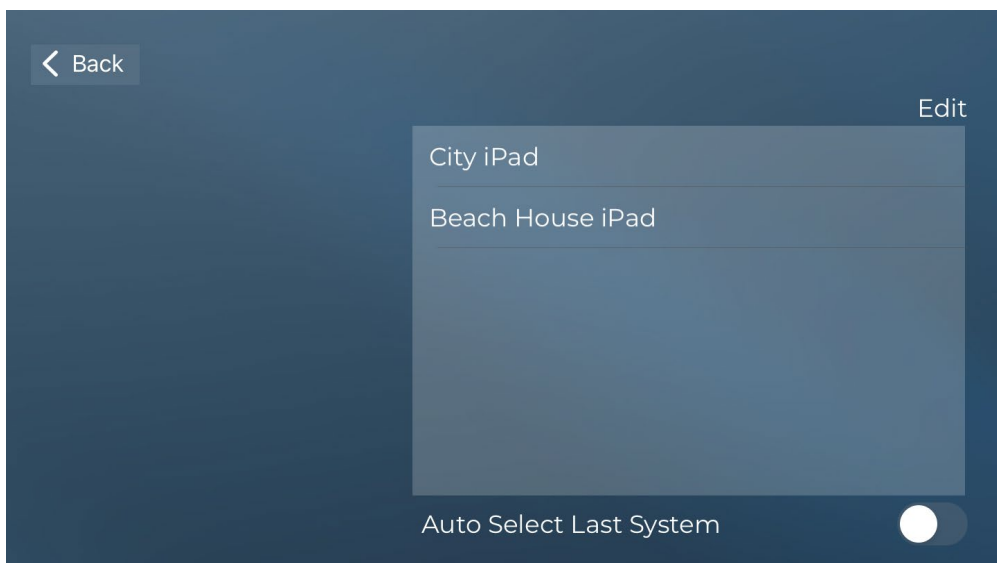 Back
Edit
City iPad
Beach House iPad
Auto Select Last System